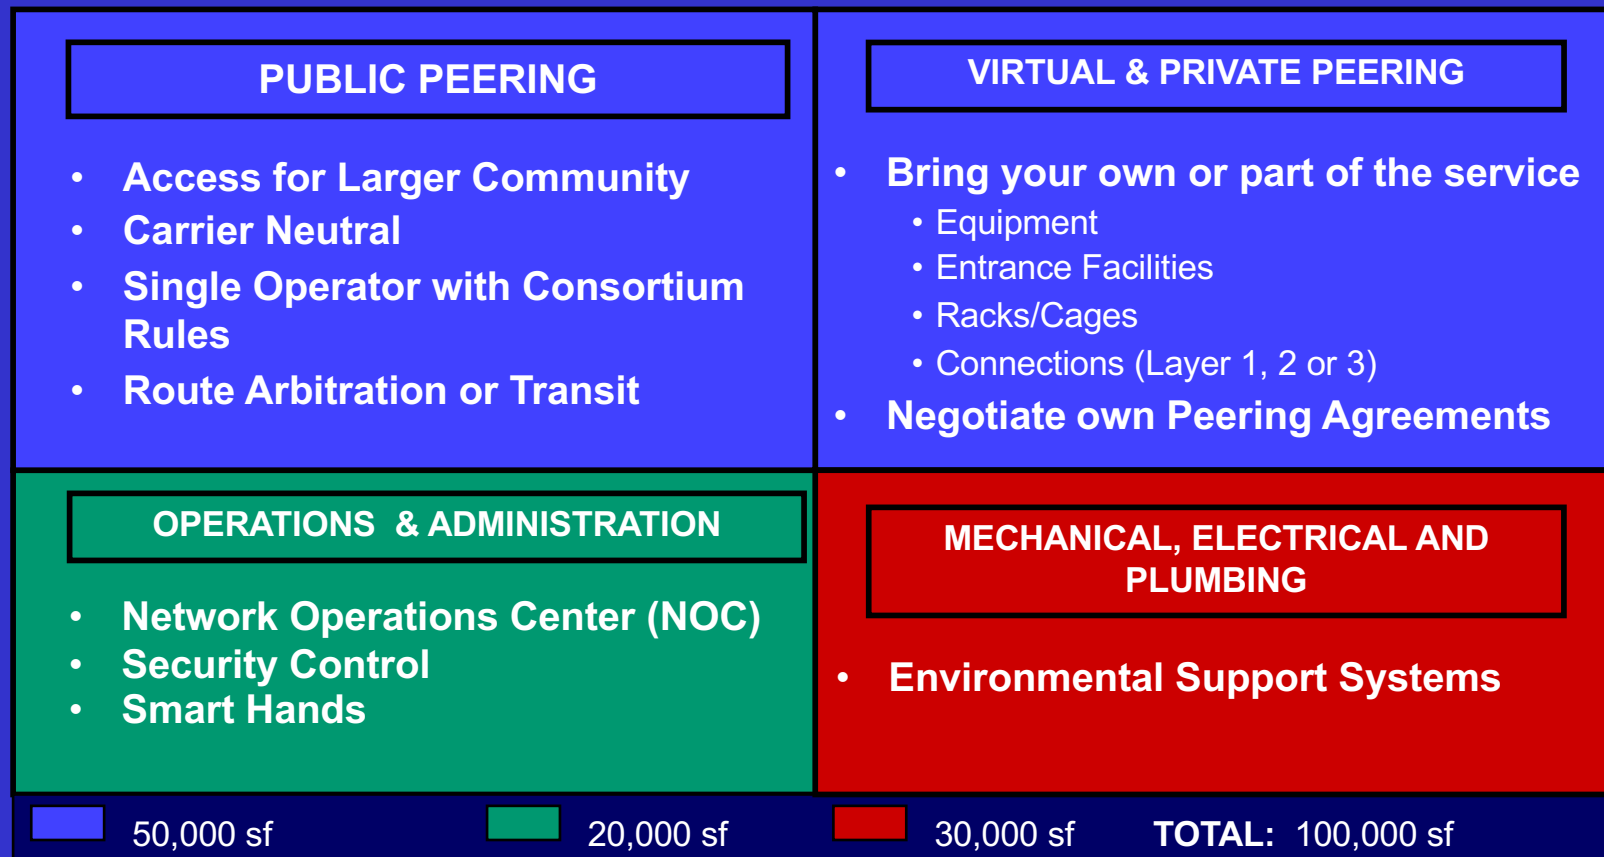 PUBLIC PEERING
• Access for Larger Community
• Carrier Neutral
• Single Operator with Consortium
Rules
• Route Arbitration or Transit
VIRTUAL & PRIVATE PEERING
• Bring your own or part of the service
• Equipment
• Entrance Facilities
• Racks/Cages
• Connections (Layer 1, 2 or 3)
• Negotiate own Peering Agreements
OPERATIONS & ADMINISTRATION
• Network Operations Center (NOC)
• Security Control
• Smart Hands
MECHANICAL, ELECTRICAL AND
PLUMBING
• Environmental Support Systems
50,000 sf 20,000 sf 30,000 sf TOTAL: 100,000 sf